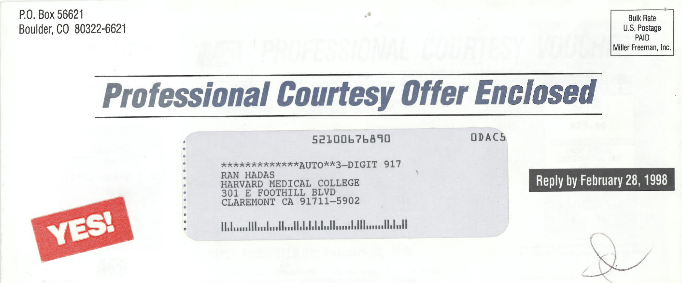 P.O. Box 56621
Boulder, CO 80322-6621
Bulk Rate
U.S. Postage
PAID
Miller Freeman, Inc.
Professional Courtesy Offer Enclosed
52100676890 ODAC5
*************AUTO**3-DIGIT 917
RAN HADAS
HARVARD MEDICAL COLLEGE
301 E FOOTHILL BLVD
CLAREMONT CA 91711-5902
Reply by February 28, 1998
YES!